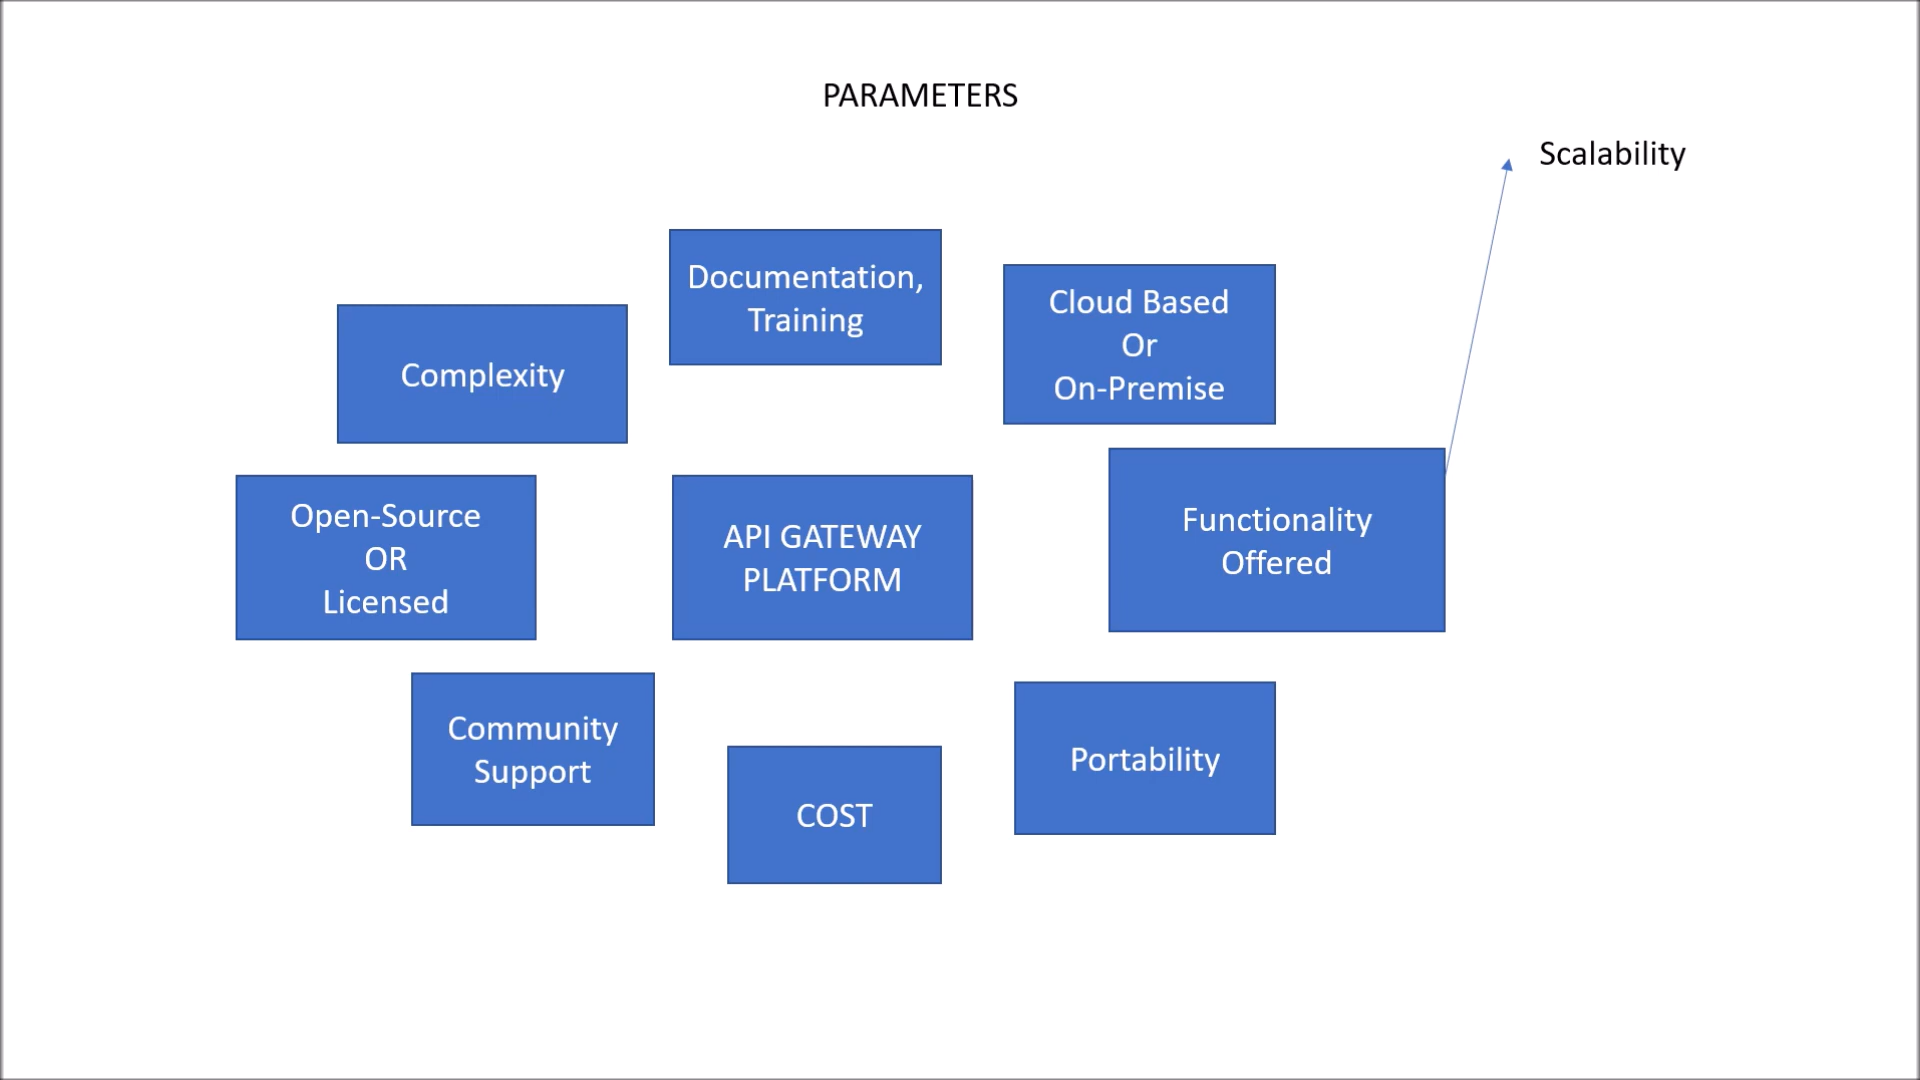 PARAMETERS
Scalability
Documentation,
Training
Cloud Based
Or
On-Premise
Complexity
Open-Source
OR
Licensed
API GATEWAY
PLATFORM
Functionality
Offered
Community
Support
COST
Portability